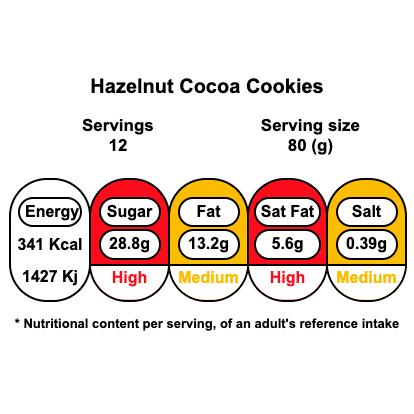 Hazelnut Cocoa Cookies
Servings Serving size
12 80 (g)
Energy Sugar Fat Sat Fat Salt
341 Kcal 28.8g 13.2g 5.6g 0.39g
1427 Kj High Medium High Medium
* Nutritional content per serving, of an adult's reference intake